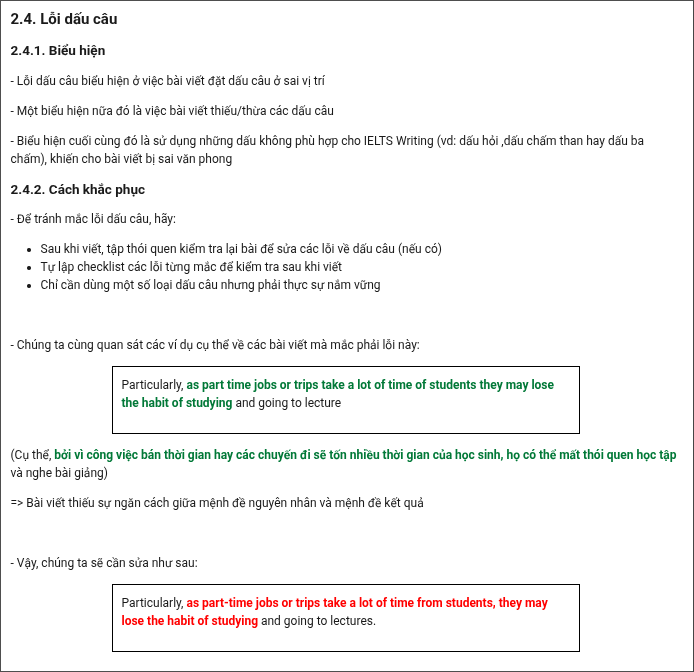 2.4. Lỗi dấu câu
2.4.1. Biểu hiện
- Lỗi dấu câu biểu hiện ở việc bài viết đặt dấu câu ở sai vị trí
- Một biểu hiện nữa đó là việc bài viết thiếu/thừa các dấu câu
- Biểu hiện cuối cùng đó là sử dụng những dấu không phù hợp cho IELTS Writing (vd: dấu hỏi ,dấu chấm than hay dấu ba
chấm), khiến cho bài viết bị sai văn phong
2.4.2. Cách khắc phục
- Để tránh mắc lỗi dấu câu, hãy:
• Sau khi viết, tập thói quen kiểm tra lại bài để sửa các lỗi về dấu câu (nếu có)
• Tự lập checklist các lỗi từng mắc để kiểm tra sau khi viết
• Chỉ cần dùng một số loại dấu câu nhưng phải thực sự nắm vững
- Chúng ta cùng quan sát các ví dụ cụ thể về các bài viết mà mắc phải lỗi này:
Particularly, as part time jobs or trips take a lot of time of students they may lose
the habit of studying and going to lecture
(Cụ thể, bởi vì công việc bán thời gian hay các chuyến đi sẽ tốn nhiều thời gian của học sinh, họ có thể mất thói quen học tập
và nghe bài giảng)
=> Bài viết thiếu sự ngăn cách giữa mệnh đề nguyên nhân và mệnh đề kết quả
- Vậy, chúng ta sẽ cần sửa như sau:
Particularly, as part-time jobs or trips take a lot of time from students, they may
lose the habit of studying and going to lectures.